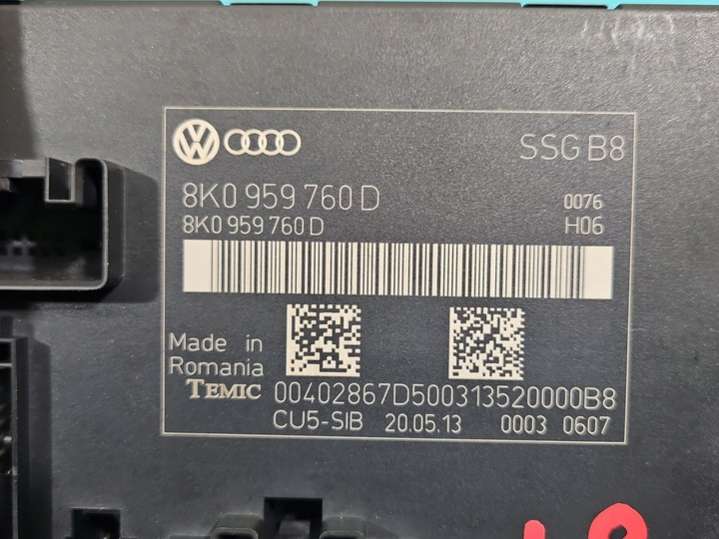 SSG B8
8K0 959 760 D
0076
8K0 959 760 D
H06
Made in
Romania
TEMIC 00402867D500313520000B8
CU5-SIB 20.05.13 0003 0607